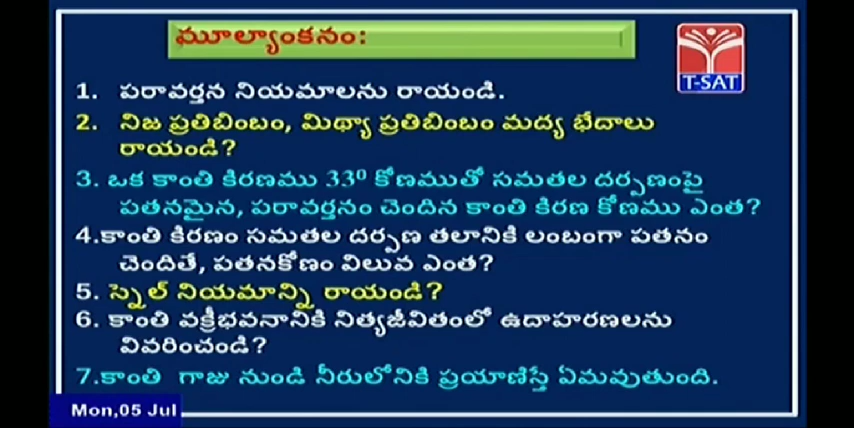 మూల్యాంకనం:
T-SAT
1. పరావర్తన నియమాలను రాయండి.
2. నిజ ప్రతిబింబం, మిథ్యా ప్రతిబింబం మద్య భేదాలు
రాయండి?
3. ఒక కాంతి కిరణము 33⁰ కోణముతో సమతల దర్పణంపై
పతనమైన, పరావర్తనం చెందిన కాంతి కిరణ కోణము ఎంత?
4.కాంతి కిరణం సమతల దర్పణ తలానికి లంబంగా పతనం
చెందితే, పతనకోణం విలువ ఎంత?
5. స్నెల్ నియమాన్ని రాయండి?
6. కాంతి వక్రీభవనానికి నిత్యజీవితంలో ఉదాహరణలను
వివరించండి?
7.కాంతి గాజు నుండి నీరులోనికి ప్రయాణిస్తే ఏమవుతుంది.
Mon,05 Jul